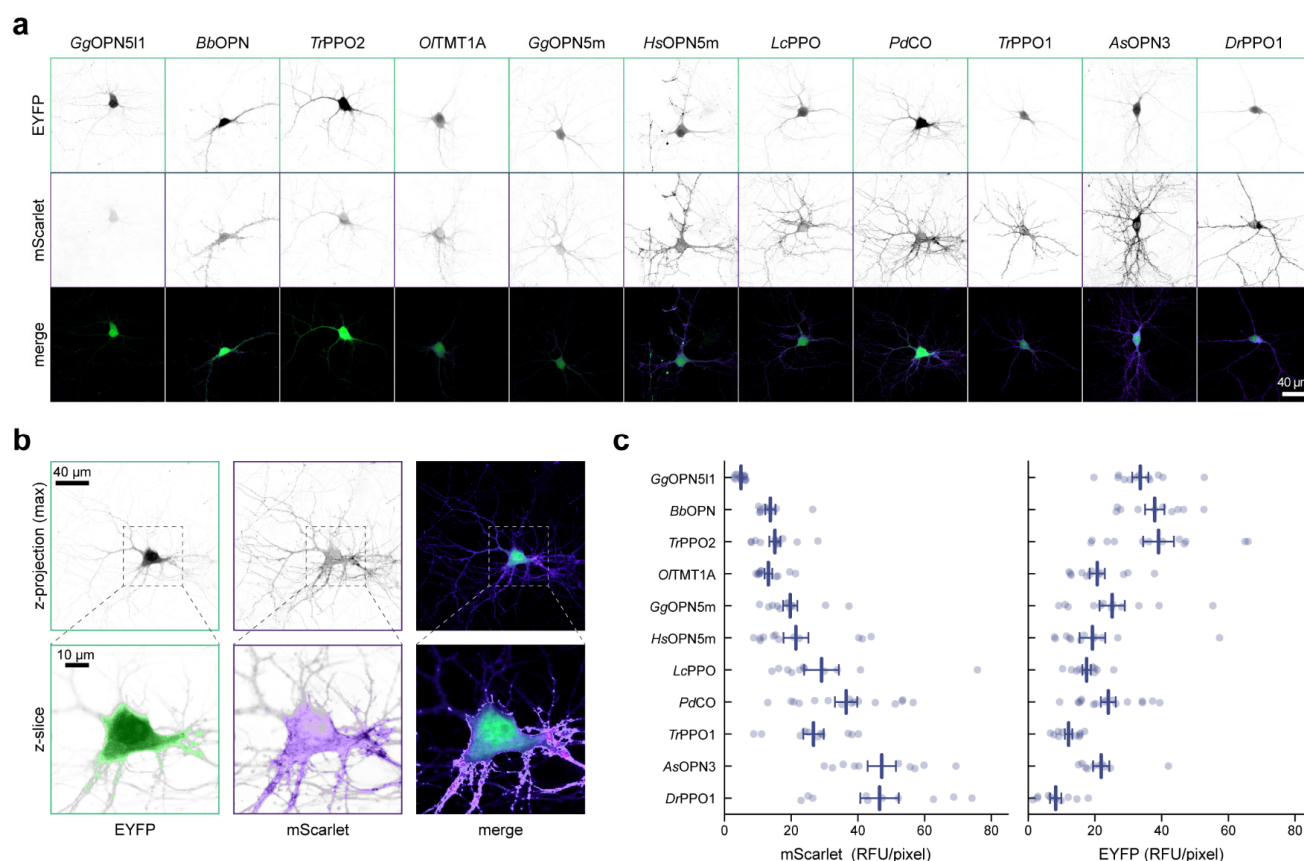 a
GgOPN5l1 BbOPN TrPPO2 OlTMT1A GgOPN5m HsOPN5m LcPPO PdCO TrPPO1 AsOPN3 DrPPO1
EYFP
mScarlet
merge
40 µm
b
z-projection (max)
40 µm
z-slice
10 µm
EYFP mScarlet merge
c
GgOPN5l1
BbOPN
TrPPO2
OlTMT1A
GgOPN5m
HsOPN5m
LcPPO
PdCO
TrPPO1
AsOPN3
DrPPO1
0 20 40 60 80 0 20 40 60 80
mScarlet (RFU/pixel) EYFP (RFU/pixel)